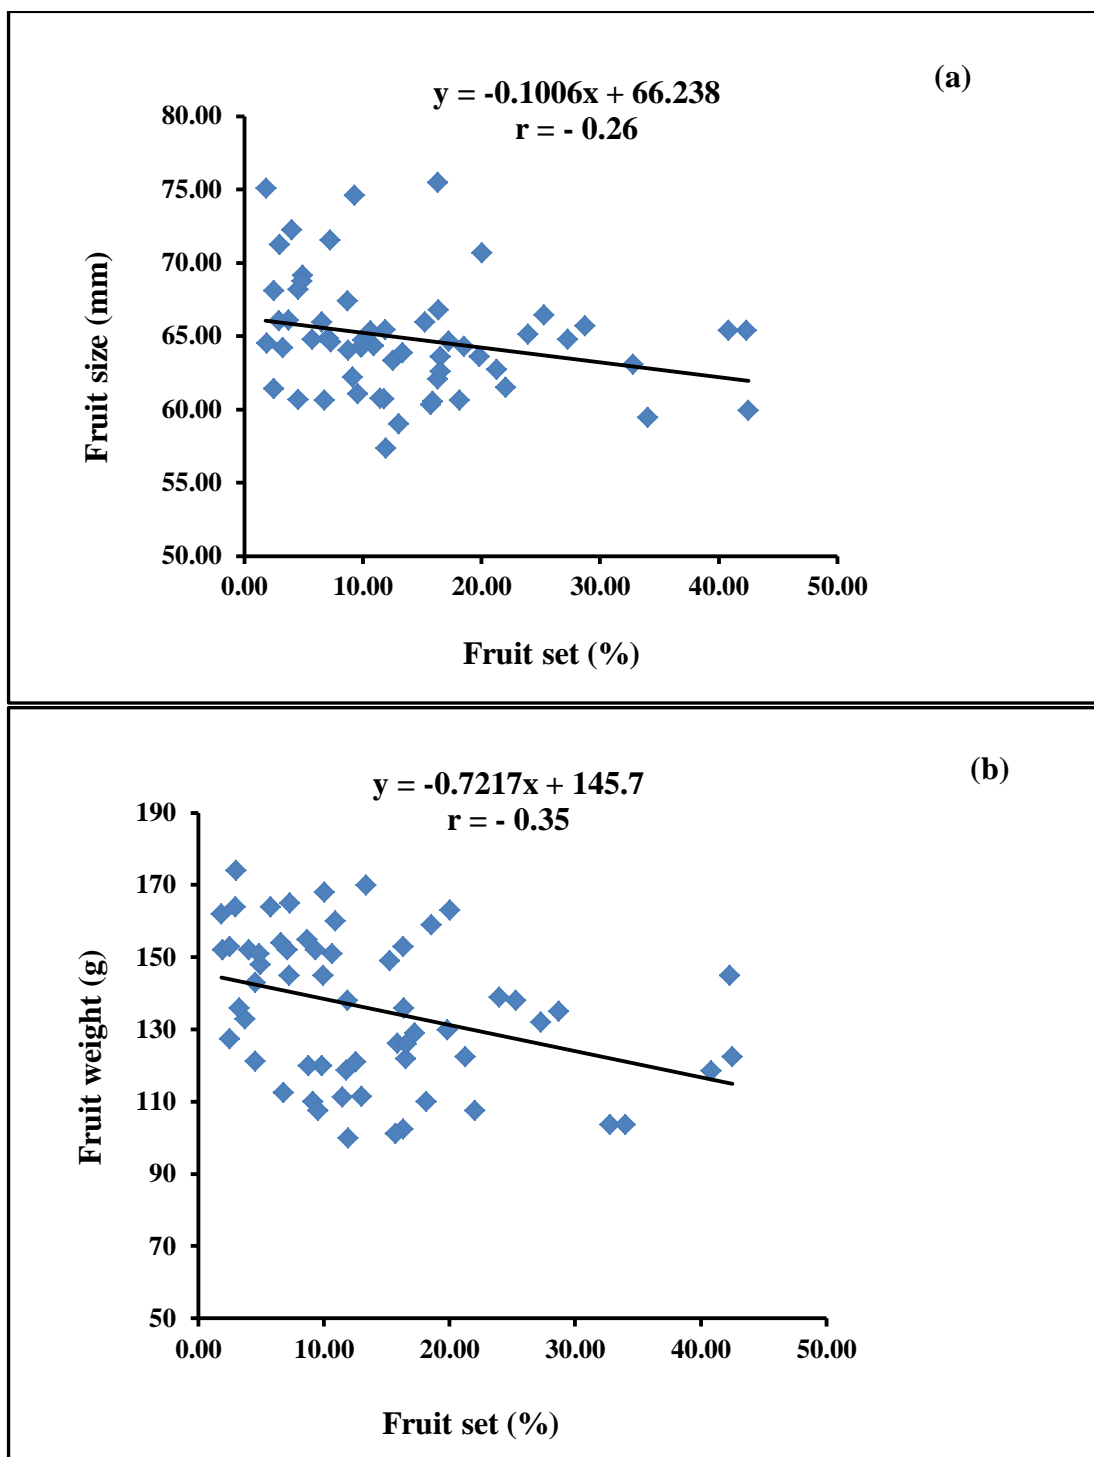 (a)
y = -0.1006x + 66.238
r = - 0.26
80.00
75.00
70.00
65.00
60.00
55.00
50.00
Fruit size (mm)
0.00 10.00 20.00 30.00 40.00 50.00
Fruit set (%)
(b)
y = -0.7217x + 145.7
r = - 0.35
190
170
150
130
110
90
70
50
Fruit weight (g)
0.00 10.00 20.00 30.00 40.00 50.00
Fruit set (%)